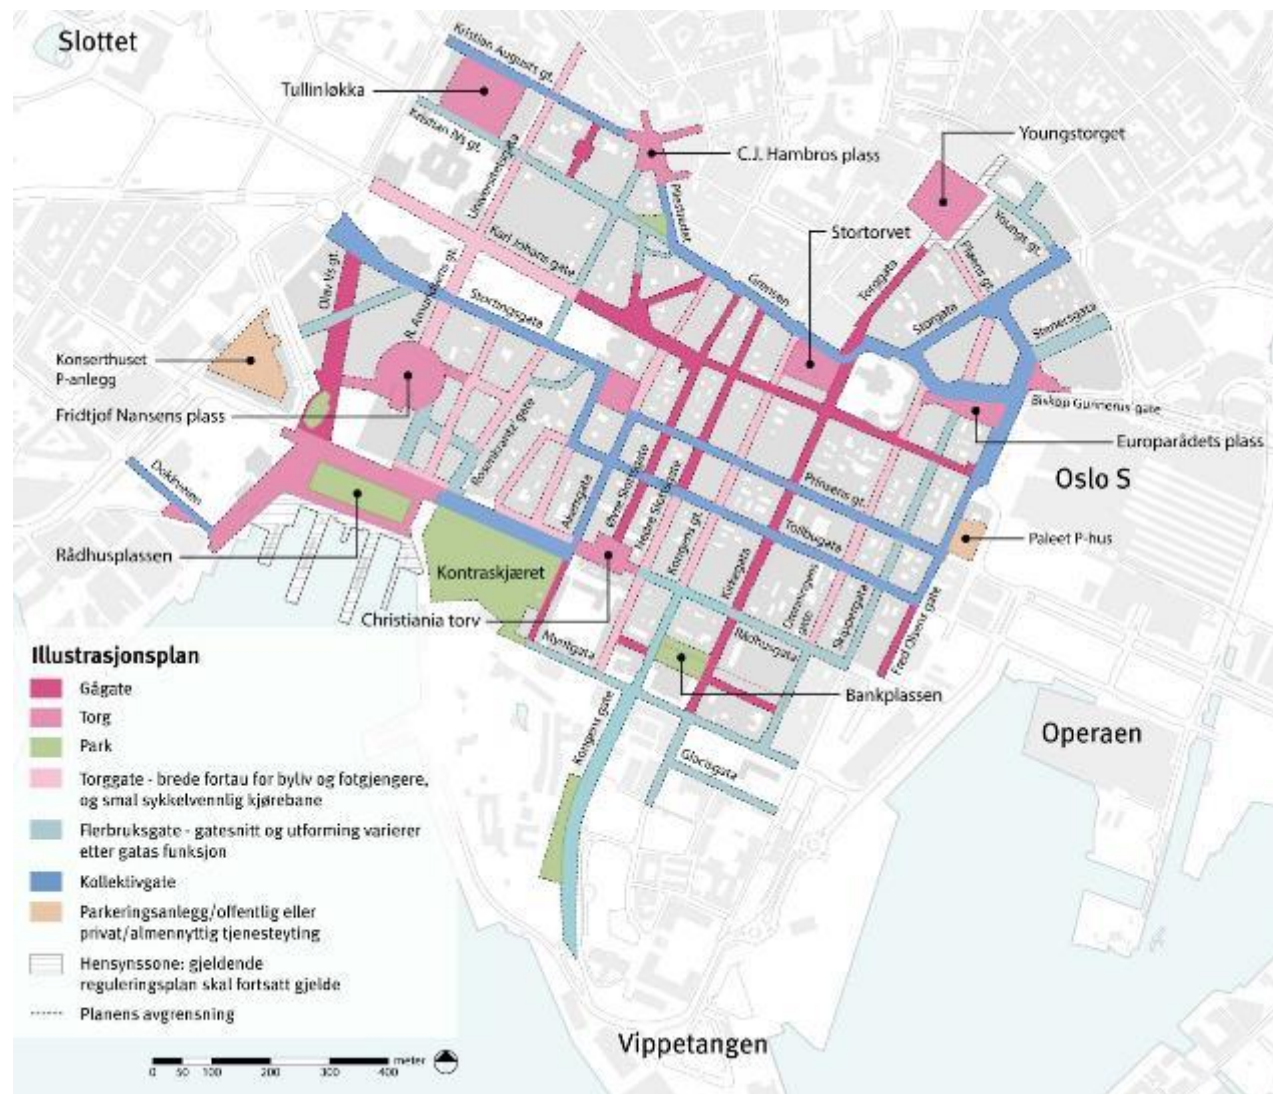 Slottet
Kristian Augusts gt.
Tullinløkka
Kristian IVs gt.
Universitetsgata
C.J. Hambros plass
Youngstorget
Pilestredet
Stortorvet
Youngs gt.
Pløens gt.
Torggata
Karl Johans gate
Grensen
Olav Vs gt.
R. Amundsens gt.
Stortingsgata
Storgata
Stenersgata
Konserthuset
P-anlegg
Fridtjof Nansens plass
Biskop Gunnerus' gate
Europarådets plass
Rosenkrantz' gate
Oslo S
Dokkveien
Akersgata
Øvre Slottsgate
Nedre Slottsgate
Prinsens gt.
Tollbugata
Kongens gt.
Paleet P-hus
Rådhusplassen
Kontraskjæret
Kirkegata
Dronningens
gate
Skippergata
Fred Olsens gate
Christiania torv
Myntgata
Rådhusgata
Bankplassen
Kongens gate
Glacisgata
Operaen
Vippetangen
Illustrasjonsplan
Gågate
Torg
Park
Torggate - brede fortau for byliv og fotgjengere,
og smal sykkelvennlig kjørebane
Flerbruksgate - gatesnitt og utforming varierer
etter gatas funksjon
Kollektivgate
Parkeringsanlegg/offentlig eller
privat/almennyttig tjenesteyting
Hensynssone: gjeldende
reguleringsplan skal fortsatt gjelde
Planens avgrensning
meter
0 50 100 200 300 400